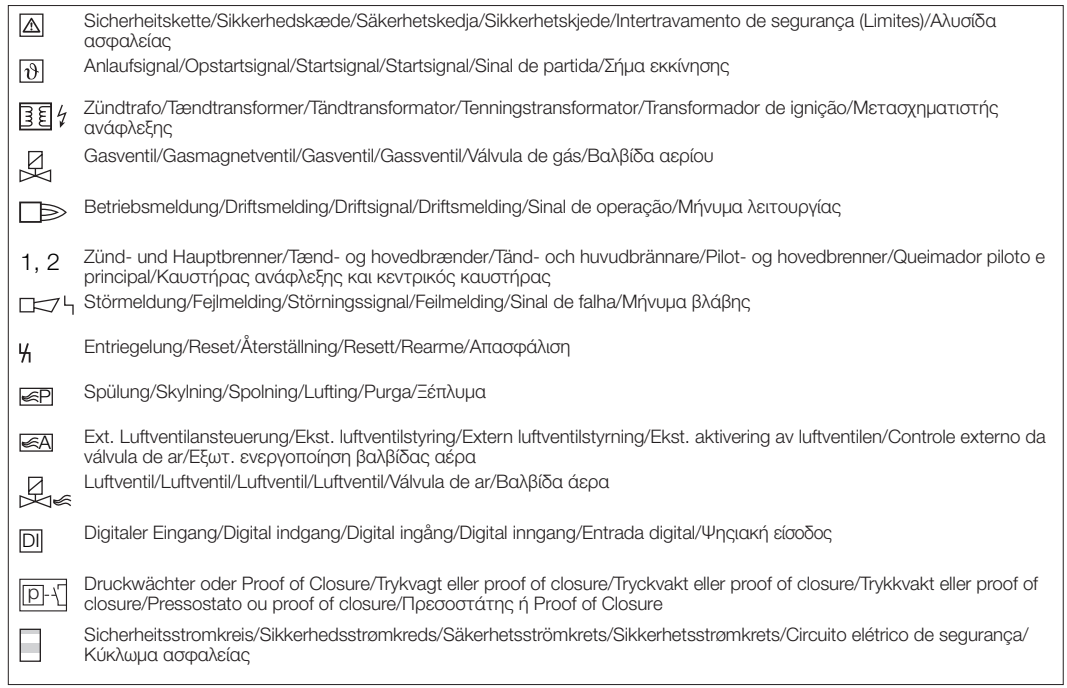 Sicherheitskette/Sikkerhedskæde/Säkerhetskedja/Sikkerhetskjede/Intertravamento de segurança (Limites)/Αλυσίδα
ασφαλείας
ϑ Anlaufsignal/Opstartsignal/Startsignal/Startsignal/Sinal de partida/Σήμα εκκίνησης
Zündtrafo/Tændtransformer/Tändtransformator/Tenningstransformator/Transformador de ignição/Μετασχηματιστής
ανάφλεξης
Gasventil/Gasmagnetventil/Gasventil/Gassventil/Válvula de gás/Βαλβίδα αερίου
Betriebsmeldung/Driftsmelding/Driftsignal/Driftsmelding/Sinal de operação/Μήνυμα λειτουργίας
1, 2 Zünd- und Hauptbrenner/Tænd- og hovedbrænder/Tänd- och huvudbrännare/Pilot- og hovedbrenner/Queimador piloto e
principal/Καυστήρας ανάφλεξης και κεντρικός καυστήρας
Störmeldung/Fejlmelding/Störningssignal/Feilmelding/Sinal de falha/Μήνυμα βλάβης
Entriegelung/Reset/Återställning/Resett/Rearme/Απασφάλιση
P Spülung/Skylning/Spolning/Lufting/Purga/Ξέπλυμα
A Ext. Luftventilansteuerung/Ekst. luftventilstyring/Extern luftventilstyrning/Ekst. aktivering av luftventilen/Controle externo da
válvula de ar/Εξωτ. ενεργοποίηση βαλβίδας αέρα
Luftventil/Luftventil/Luftventil/Luftventil/Válvula de ar/Βαλβίδα άερα
DI Digitaler Eingang/Digital indgang/Digital ingång/Digital inngang/Entrada digital/Ψηςιακή είσοδος
p Druckwächter oder Proof of Closure/Trykvagt eller proof of closure/Tryckvakt eller proof of closure/Trykkvakt eller proof of
closure/Pressostato ou proof of closure/Πρεσοστάτης ή Proof of Closure
Sicherheitsstromkreis/Sikkerhedsstrømkreds/Säkerhetsströmkrets/Sikkerhetsstrømkrets/Circuito elétrico de segurança/
Κύκλωμα ασφαλείας